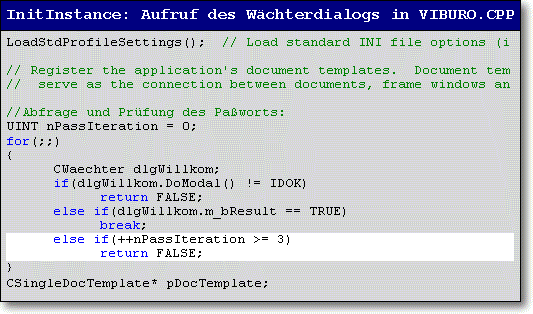 InitInstance: Aufruf des Wächterdialogs in VIBURO.CPP
LoadStdProfileSettings();  // Load standard INI file options (i
// Register the application's document templates.  Document tem
//  serve as the connection between documents, frame windows an
//Abfrage und Prüfung des Paßworts:
UINT nPassIteration = 0;
for(;;)
{
      CWaechter dlgWillkom;
      if(dlgWillkom.DoModal() != IDOK)
            return FALSE;
      else if(dlgWillkom.m_bResult == TRUE)
            break;
      else if(++nPassIteration >= 3)
            return FALSE;
}
CSingleDocTemplate* pDocTemplate;